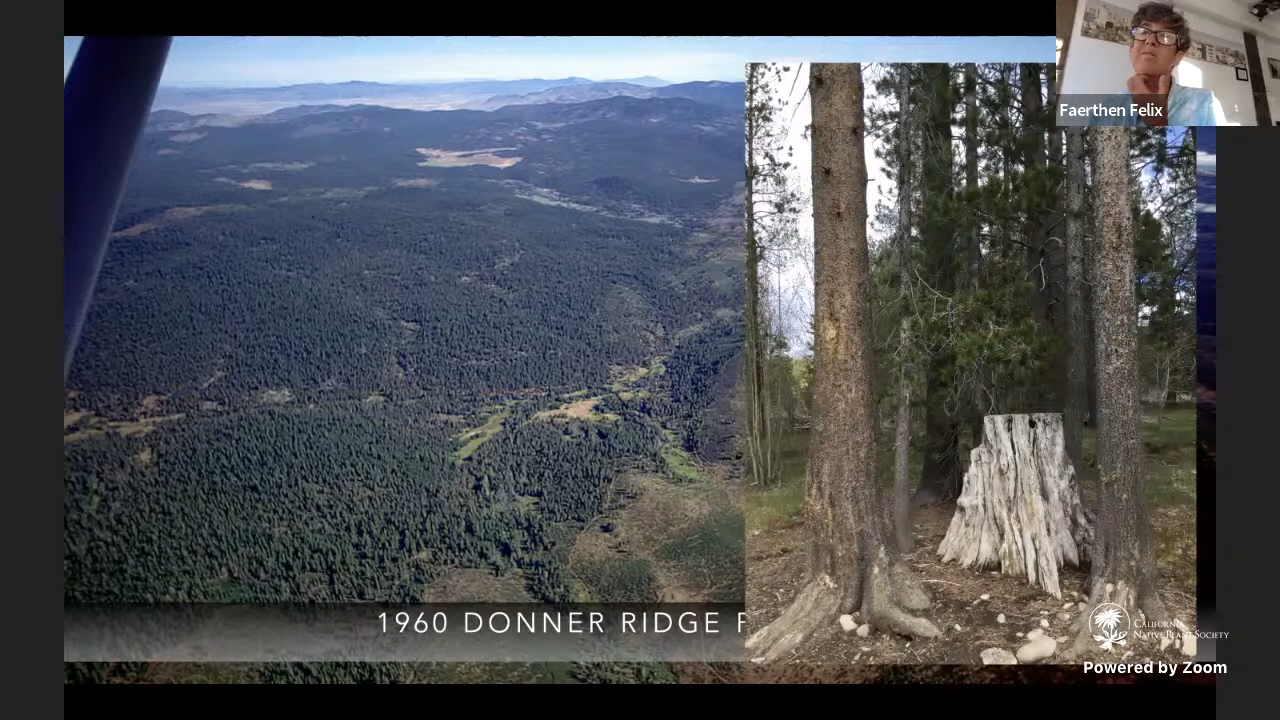 Faerthen Felix
1960 DONNER RIDGE F
CALIFORNIA
NATIVE PLANT SOCIETY
Powered by Zoom